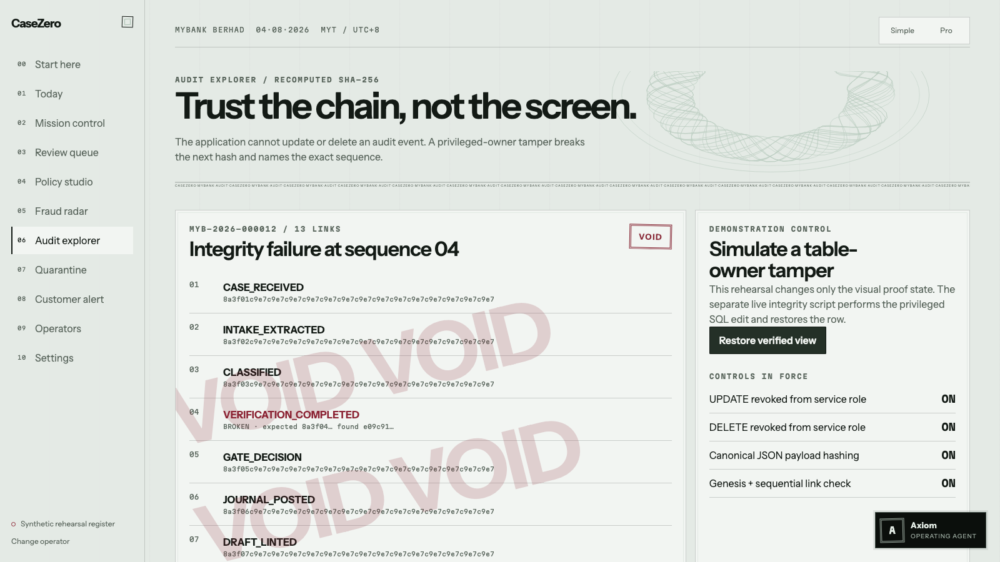 CaseZero
00 Start here
01 Today
02 Mission control
03 Review queue
04 Policy studio
05 Fraud radar
06 Audit explorer
07 Quarantine
08 Customer alert
09 Operators
10 Settings
Synthetic rehearsal register
Change operator
MYBANK BERHAD 04·08·2026 MYT / UTC+8
Simple Pro
AUDIT EXPLORER / RECOMPUTED SHA-256
Trust the chain, not the screen.
The application cannot update or delete an audit event. A privileged-owner tamper breaks
the next hash and names the exact sequence.
CASEZERO·MYBANK·AUDIT·CASEZERO·MYBANK·AUDIT·CASEZERO·MYBANK·AUDIT·CASEZERO·MYBANK·AUDIT·CASEZERO·MYBANK·AUDIT·CASEZERO·MYBANK·AUDIT·CASEZERO·MYBANK·AUDIT·CASEZERO·MYBANK·AUDIT·CASEZERO·MYBANK·AUDIT·CASEZERO·MYBANK·AUDIT·CASEZERO·MYBANK·AUDIT·CASEZERO·MYBANK·AUDIT·CASEZERO·MYBANK·AUDIT·CASEZERO·MYBANK·AUDIT·CASEZERO·MYBA
MYB-2026-000012 / 13 LINKS
Integrity failure at sequence 04
VOID
01 CASE_RECEIVED
8a3f01c9e7c9e7c9e7c9e7c9e7c9e7c9e7c9e7c9e7c9e7c9e7c9e7c9e7c9e7c9e7
02 INTAKE_EXTRACTED
8a3f02c9e7c9e7c9e7c9e7c9e7c9e7c9e7c9e7c9e7c9e7c9e7c9e7c9e7c9e7c9e7
03 CLASSIFIED
8a3f03c9e7c9e7c9e7c9e7c9e7c9e7c9e7c9e7c9e7c9e7c9e7c9e7c9e7c9e7c9e7
04 VERIFICATION_COMPLETED
BROKEN · expected 8a3f04… found e09c91…
05 GATE_DECISION
8a3f05c9e7c9e7c9e7c9e7c9e7c9e7c9e7c9e7c9e7c9e7c9e7c9e7c9e7c9e7c9e7
06 JOURNAL_POSTED
8a3f06c9e7c9e7c9e7c9e7c9e7c9e7c9e7c9e7c9e7c9e7c9e7c9e7c9e7c9e7c9e7
07 DRAFT_LINTED
8a3f07c9e7c9e7c9e7c9e7c9e7c9e7c9e7c9e7c9e7c9e7c9e7c9e7c9e7c9e7c9e7
VOID VOID
VOID VOID
DEMONSTRATION CONTROL
Simulate a table-
owner tamper
This rehearsal changes only the visual proof state. The
separate live integrity script performs the privileged
SQL edit and restores the row.
Restore verified view
CONTROLS IN FORCE
UPDATE revoked from service role ON
DELETE revoked from service role ON
Canonical JSON payload hashing ON
Genesis + sequential link check ON
A
Axiom
OPERATING AGENT